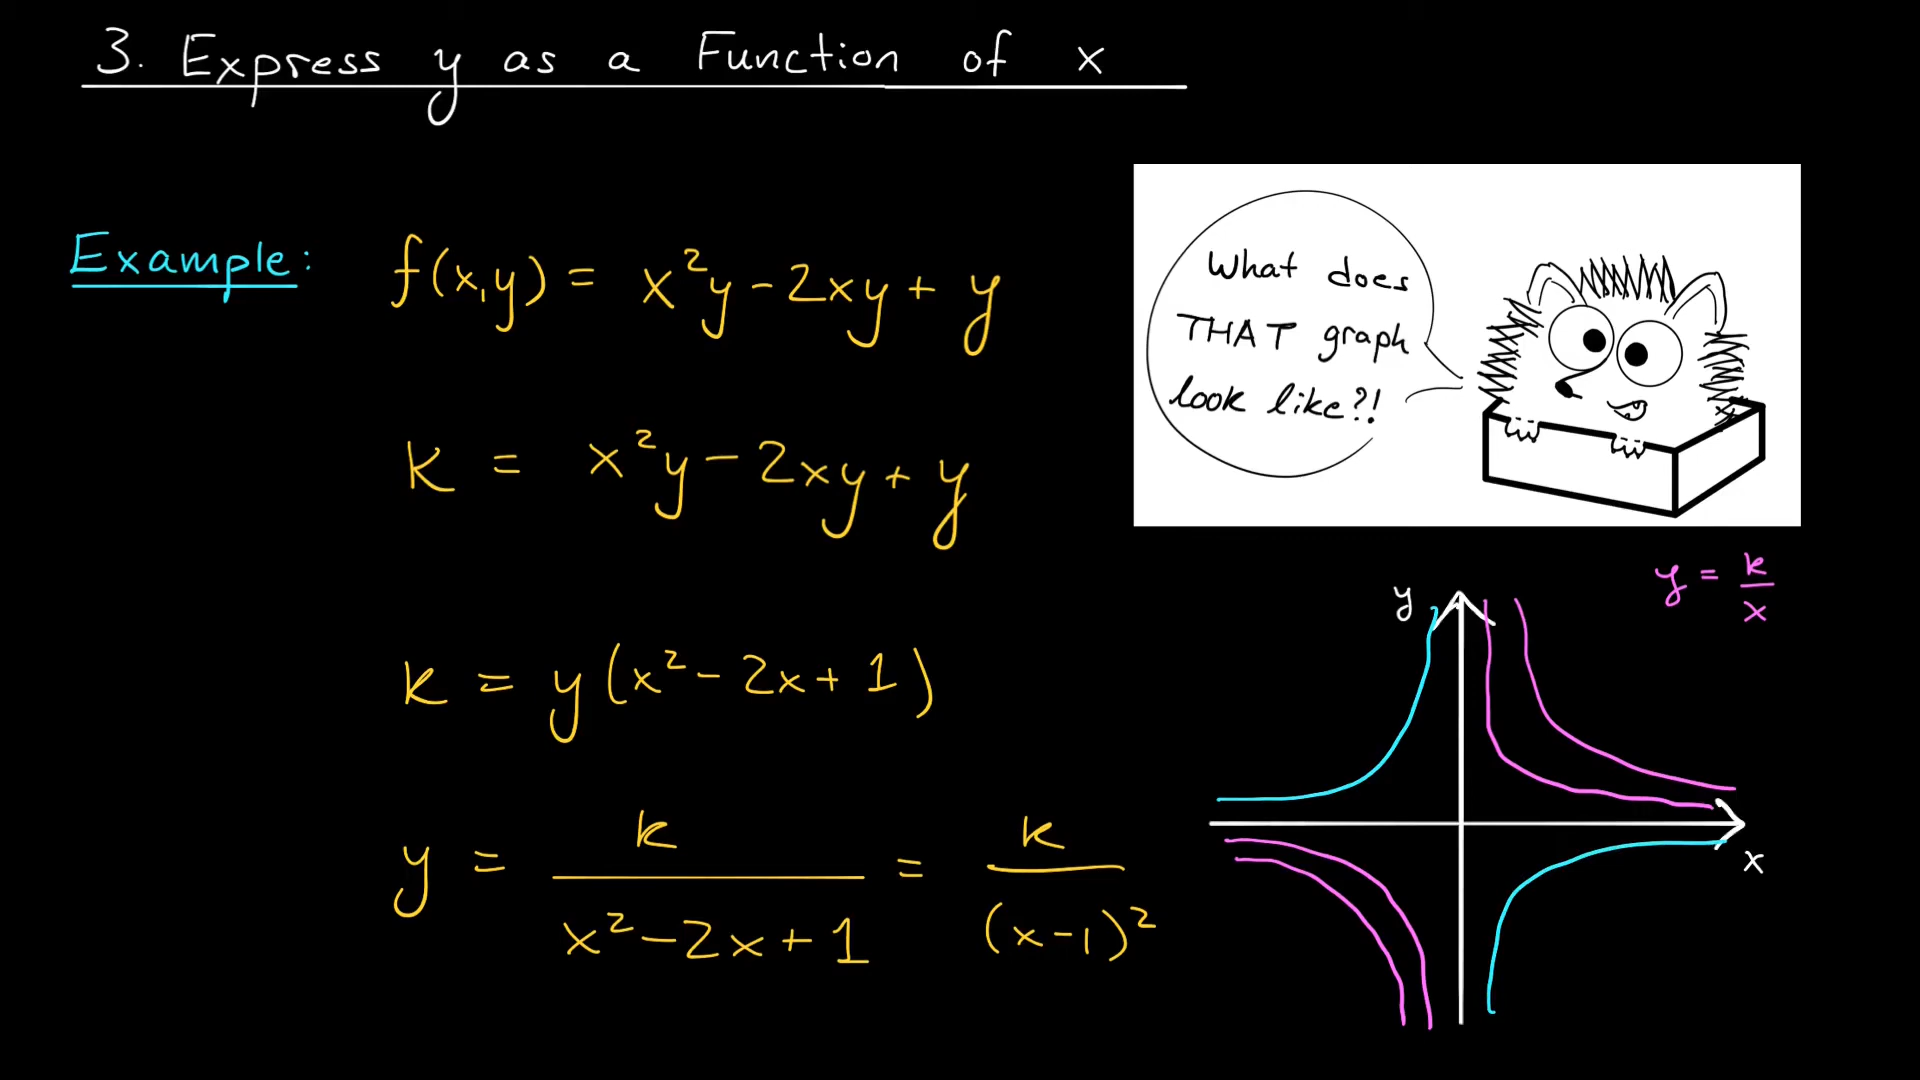 3. Express y as a Function of x
Example: f(x,y) = x²y - 2xy + y
k = x²y - 2xy + y
k = y(x² - 2x + 1)
y = k / x² - 2x + 1 = k / (x-1)²
What does
THAT graph
look like?!
y = k / x
y
x